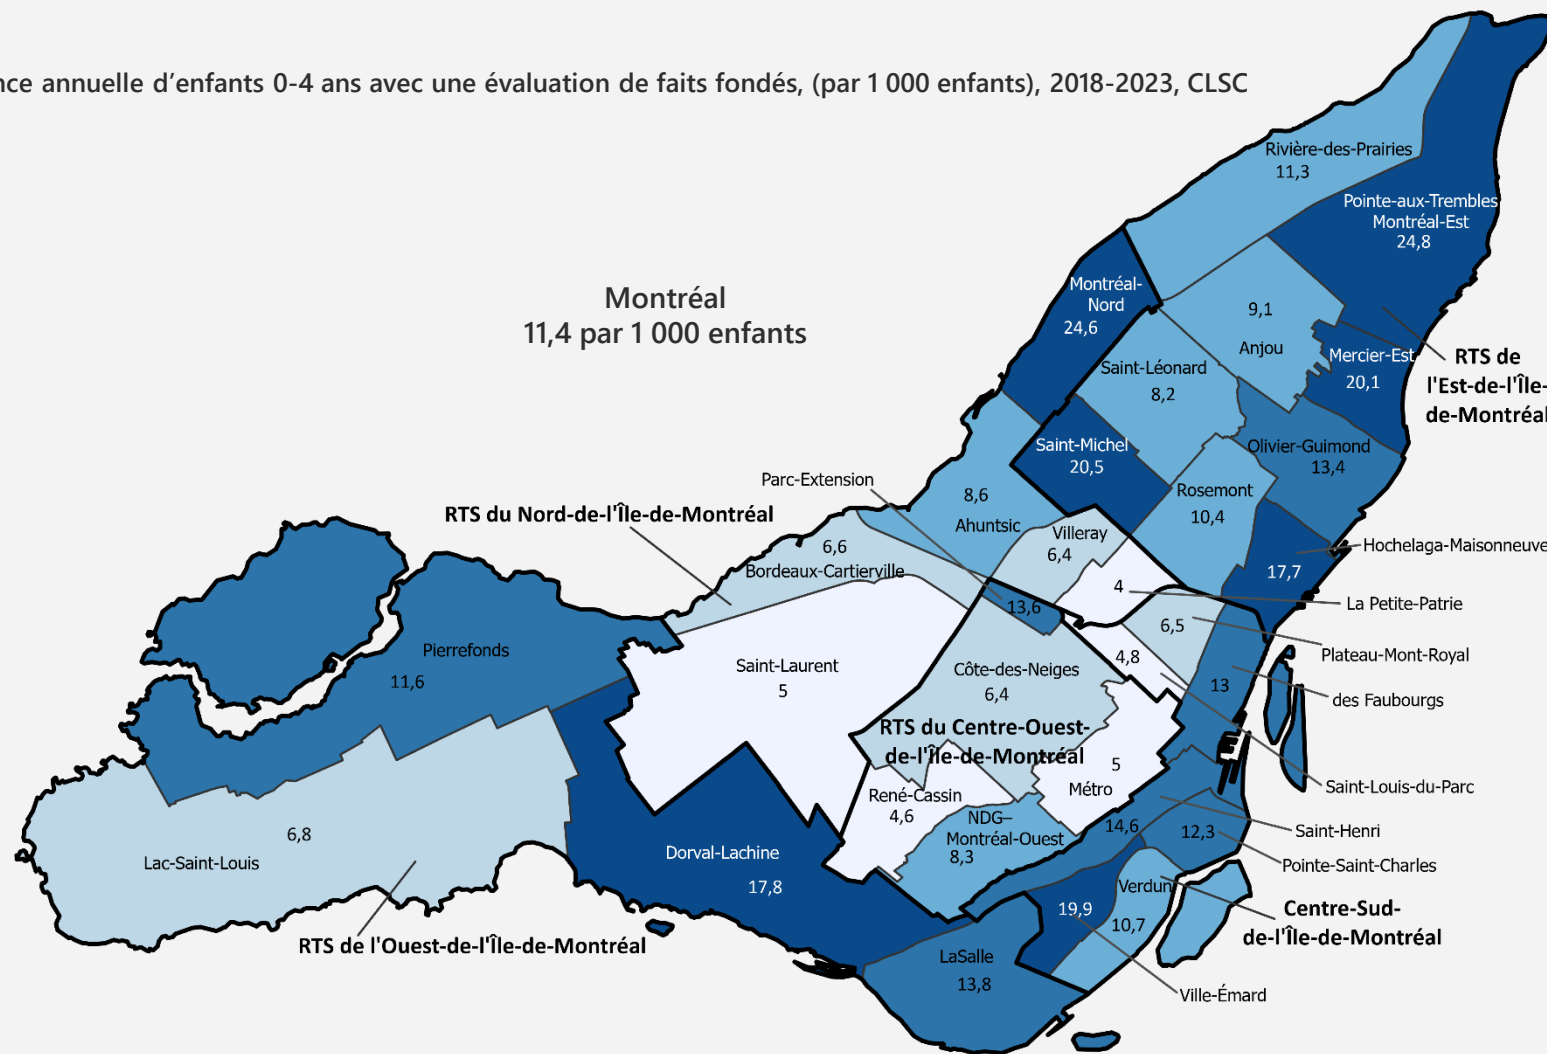 nce annuelle d’enfants 0-4 ans avec une évaluation de faits fondés, (par 1 000 enfants), 2018-2023, CLSC
Montréal
11,4 par 1 000 enfants
Rivière-des-Prairies
11,3
Pointe-aux-Trembles
Montréal-Est
24,8
Montréal-
Nord
24,6
9,1
Anjou
Mercier-Est
20,1
RTS de
l'Est-de-l'Île-
de-Montréal
Saint-Léonard
8,2
Saint-Michel
20,5
Olivier-Guimond
13,4
Parc-Extension
Rosemont
10,4
8,6
Ahuntsic
RTS du Nord-de-l'Île-de-Montréal
Villeray
6,4
6,6
Bordeaux-Cartierville
Hochelaga-Maisonneuve
17,7
4
La Petite-Patrie
13,6
6,5
Plateau-Mont-Royal
Pierrefonds
11,6
Saint-Laurent
5
Côte-des-Neiges
6,4
4,8
13
des Faubourgs
RTS du Centre-Ouest-
de-l'Île-de-Montréal
5
Métro
Saint-Louis-du-Parc
René-Cassin
4,6
NDG–
Montréal-Ouest
8,3
14,6
Saint-Henri
12,3
Pointe-Saint-Charles
6,8
Lac-Saint-Louis
Dorval-Lachine
17,8
Verdun
10,7
19,9
Centre-Sud-
de-l'Île-de-Montréal
RTS de l'Ouest-de-l'Île-de-Montréal
LaSalle
13,8
Ville-Émard